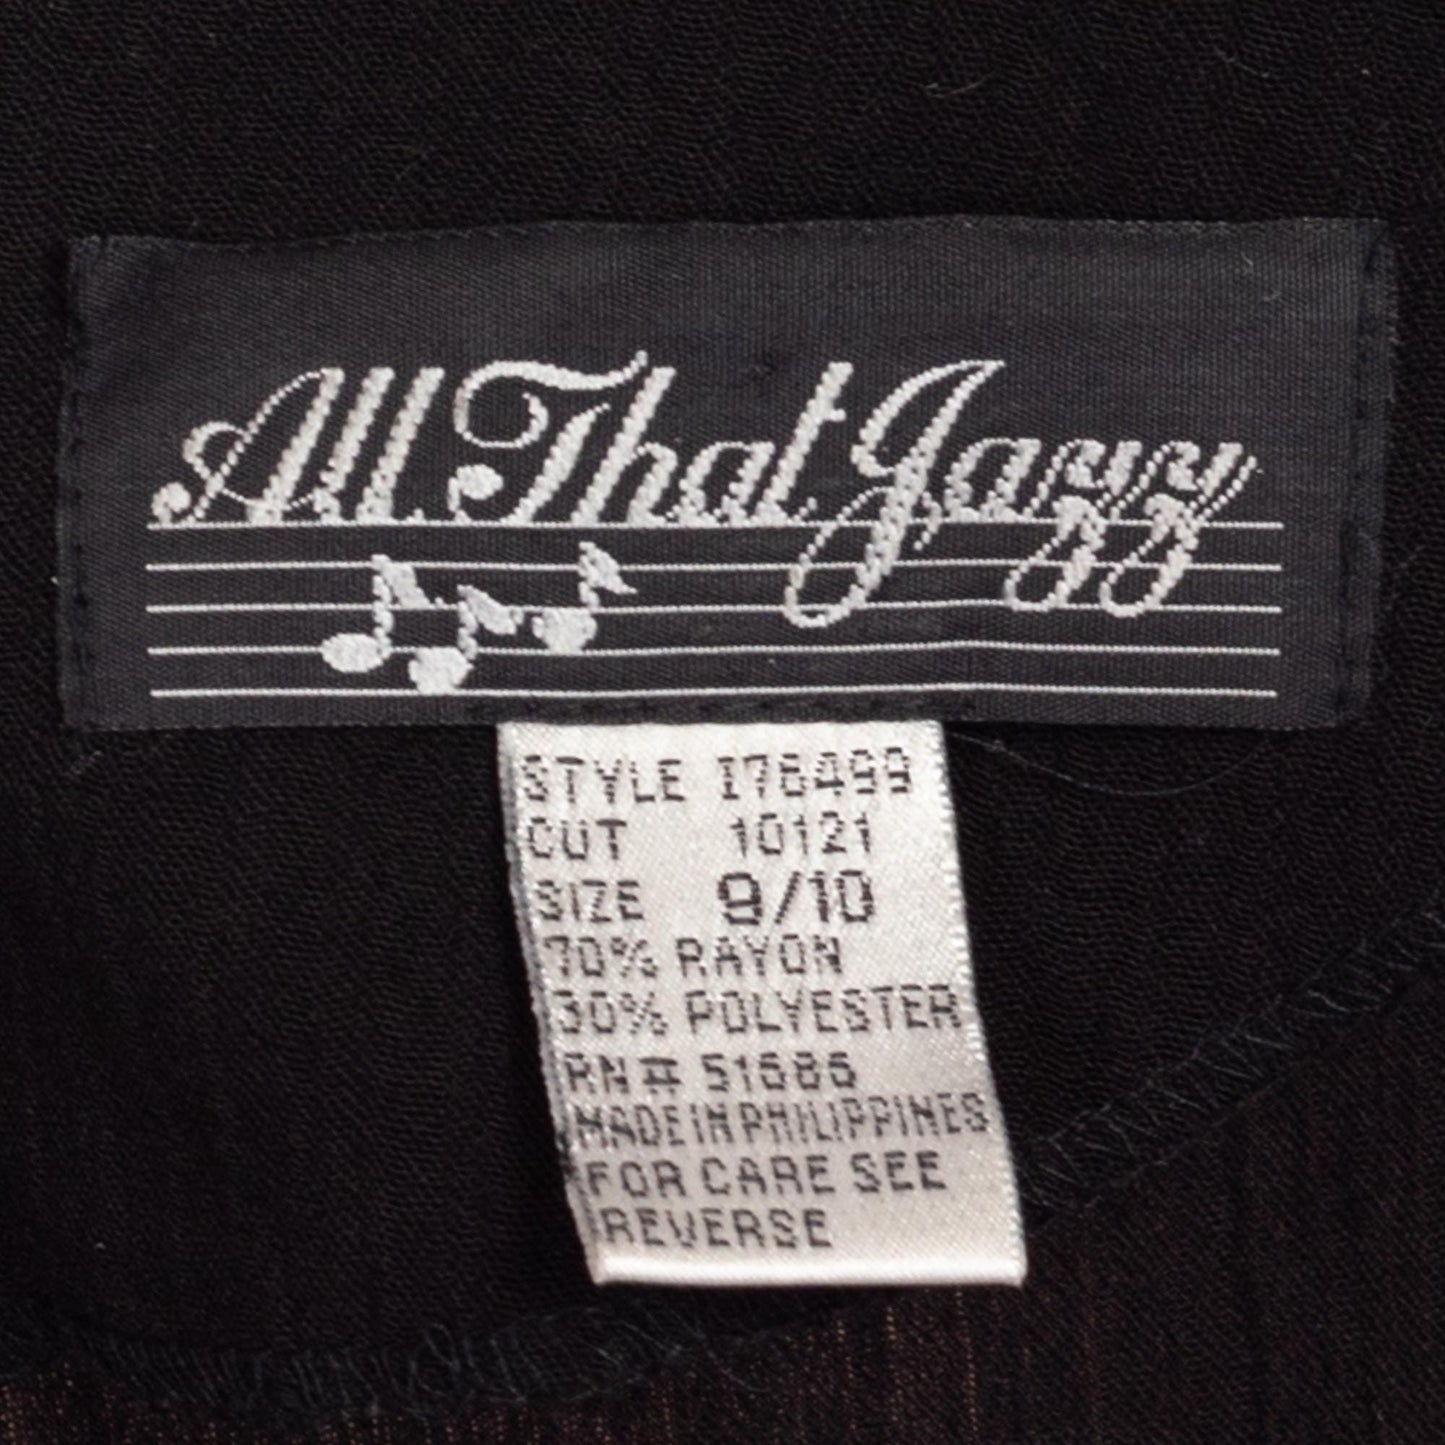 All That Jazz
STYLE I76499
CUT 10121
SIZE 9/10
70% RAYON
30% POLYESTER
RN# 51686
MADE IN PHILIPPINES
FOR CARE SEE
REVERSE